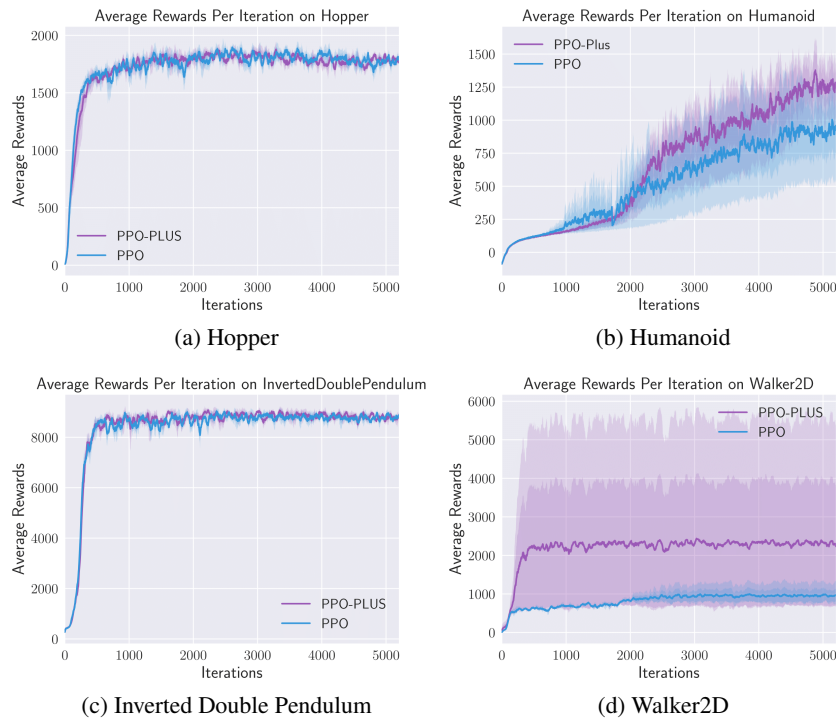 Average Rewards Per Iteration on Hopper
2000
1500
1000
500
0
Average Rewards
PPO-PLUS
PPO
0 1000 2000 3000 4000 5000
Iterations
(a) Hopper
Average Rewards Per Iteration on Humanoid
1500
1250
1000
750
500
250
0
Average Rewards
PPO-Plus
PPO
0 1000 2000 3000 4000 5000
Iterations
(b) Humanoid
Average Rewards Per Iteration on InvertedDoublePendulum
8000
6000
4000
2000
0
Average Rewards
PPO-PLUS
PPO
0 1000 2000 3000 4000 5000
Iterations
(c) Inverted Double Pendulum
Average Rewards Per Iteration on Walker2D
6000
5000
4000
3000
2000
1000
0
Average Rewards
PPO-PLUS
PPO
0 1000 2000 3000 4000 5000
Iterations
(d) Walker2D